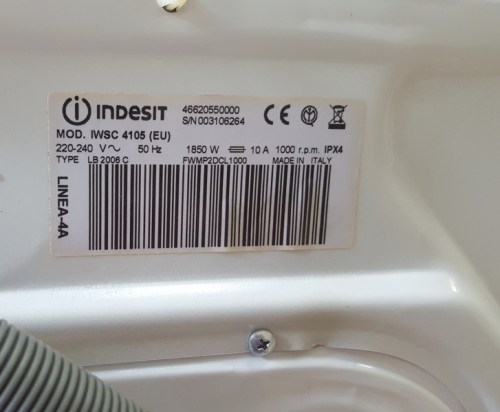 indesit
46620550000
S/N 003106264
CE
MOD. IWSC 4105 (EU)
220-240 V~ 50 Hz 1850 W 10 A 1000 r.p.m. IPX4
TYPE LB 2006 C FWMP2DCL1000 MADE IN ITALY
LINEA-4A